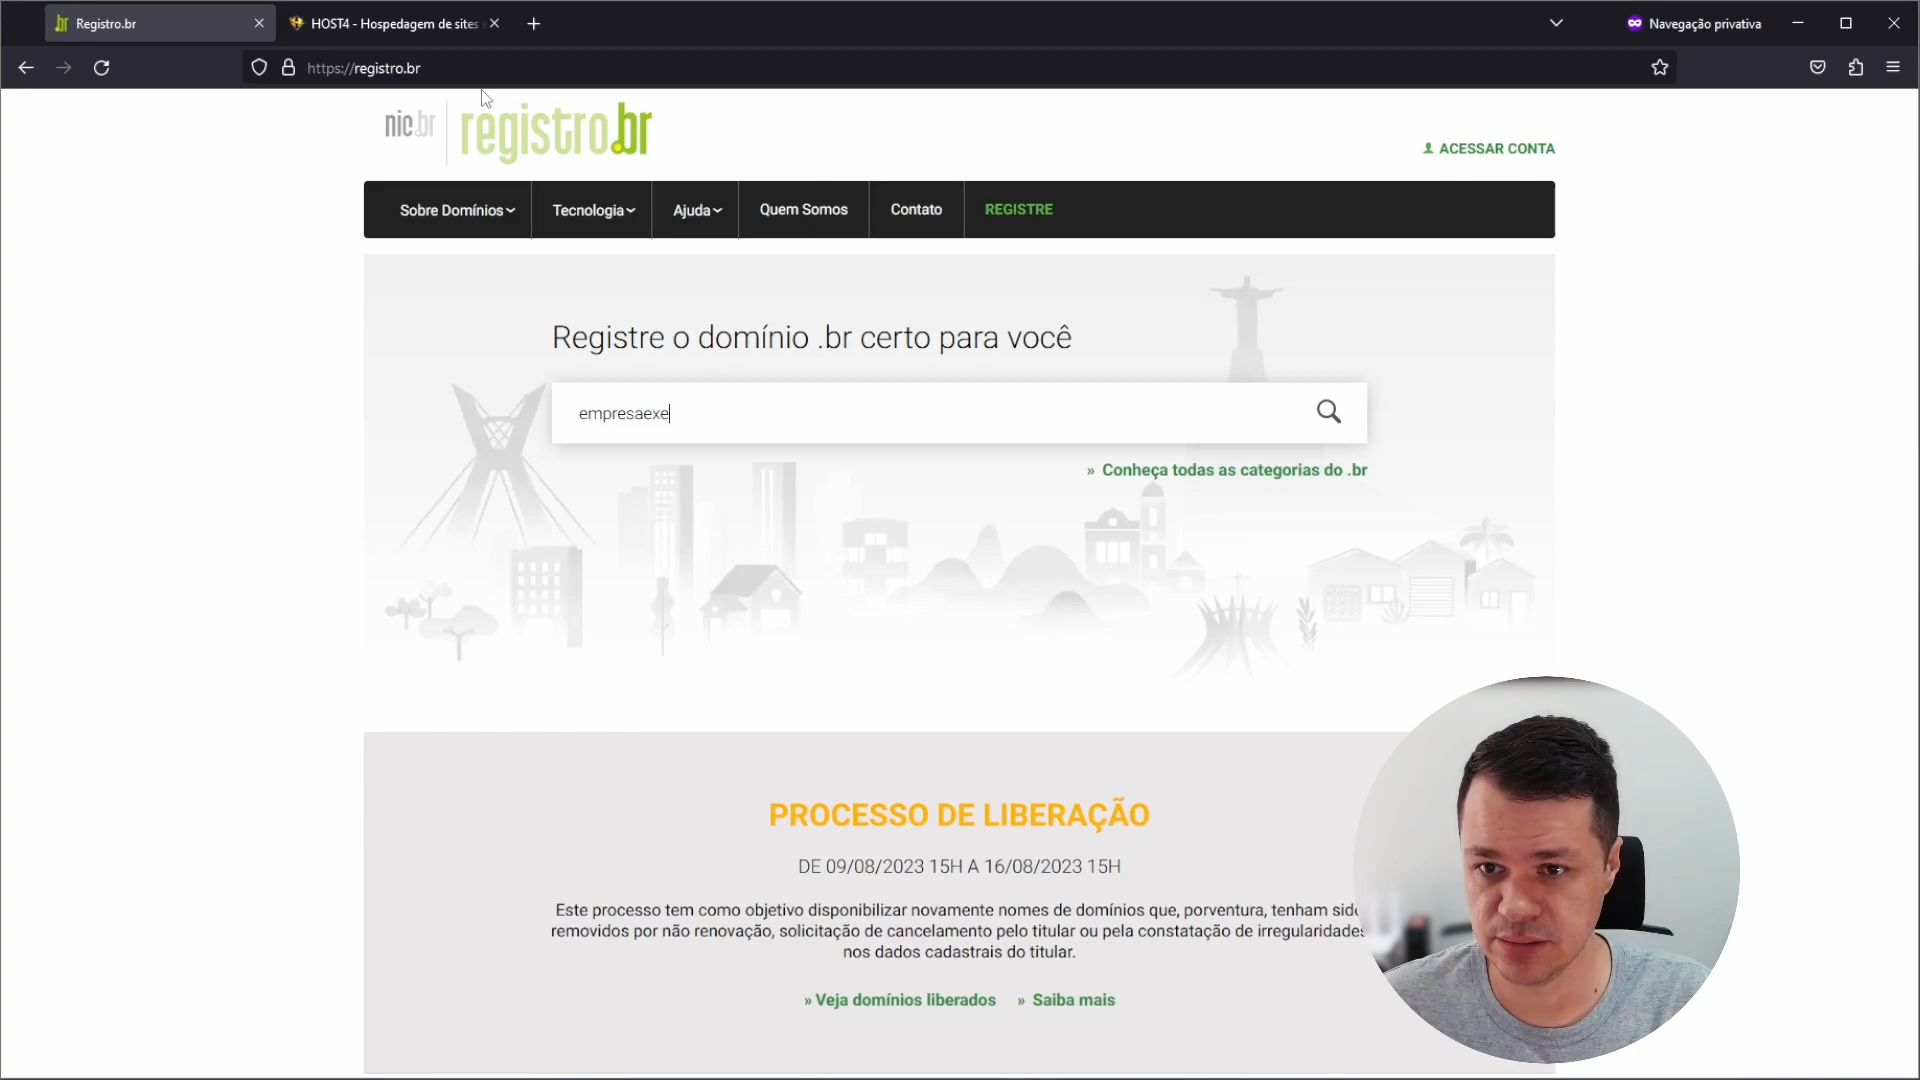 Registro.br
HOST4 - Hospedagem de sites
Navegação privativa
https://registro.br
nic.br
registro.br
ACESSAR CONTA
Sobre Domínios
Tecnologia
Ajuda
Quem Somos
Contato
REGISTRE
Registre o domínio .br certo para você
empresaexe
» Conheça todas as categorias do .br
PROCESSO DE LIBERAÇÃO
DE 09/08/2023 15H A 16/08/2023 15H
Este processo tem como objetivo disponibilizar novamente nomes de domínios que, porventura, tenham sido
removidos por não renovação, solicitação de cancelamento pelo titular ou pela constatação de irregularidades
nos dados cadastrais do titular.
» Veja domínios liberados
» Saiba mais